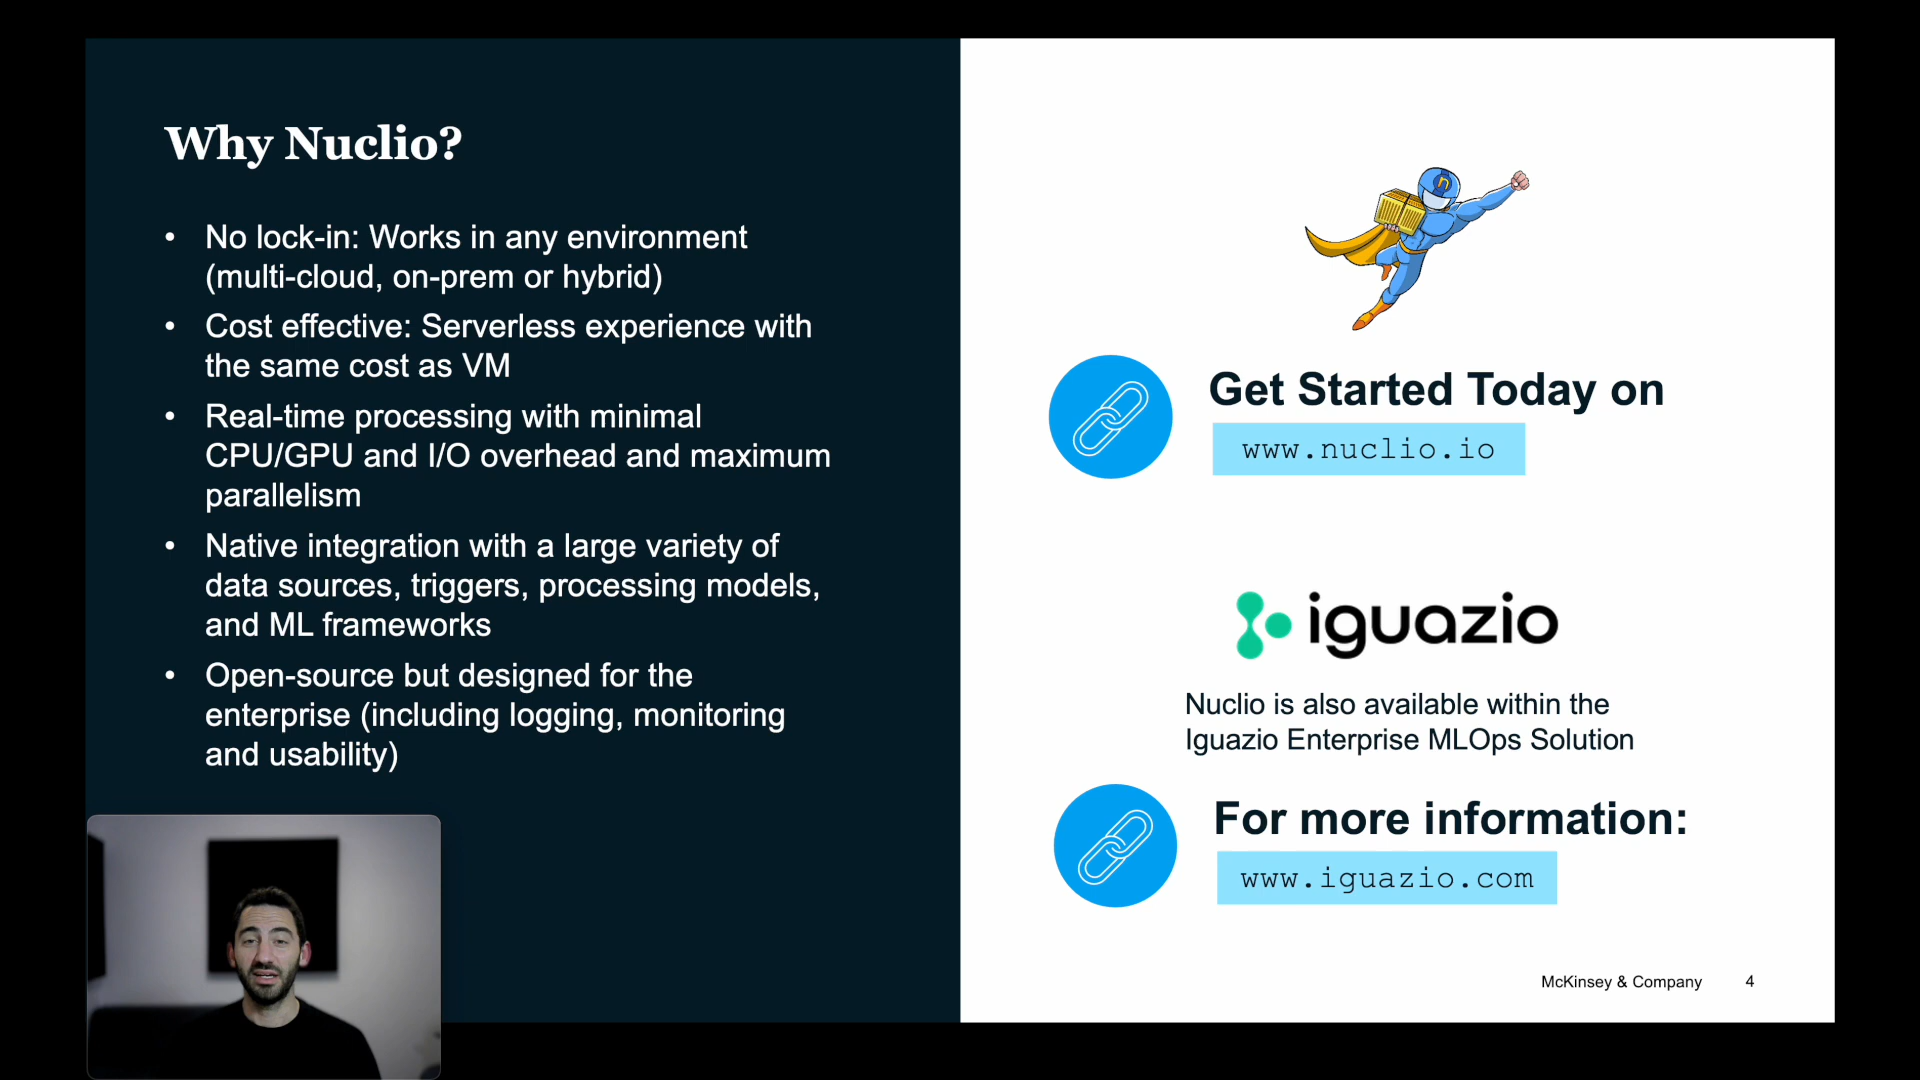 Why Nuclio?
• No lock-in: Works in any environment
(multi-cloud, on-prem or hybrid)
• Cost effective: Serverless experience with
the same cost as VM
• Real-time processing with minimal
CPU/GPU and I/O overhead and maximum
parallelism
• Native integration with a large variety of
data sources, triggers, processing models,
and ML frameworks
• Open-source but designed for the
enterprise (including logging, monitoring
and usability)
n
Get Started Today on
www.nuclio.io
iguazio
Nuclio is also available within the
Iguazio Enterprise MLOps Solution
For more information:
www.iguazio.com
McKinsey & Company 4